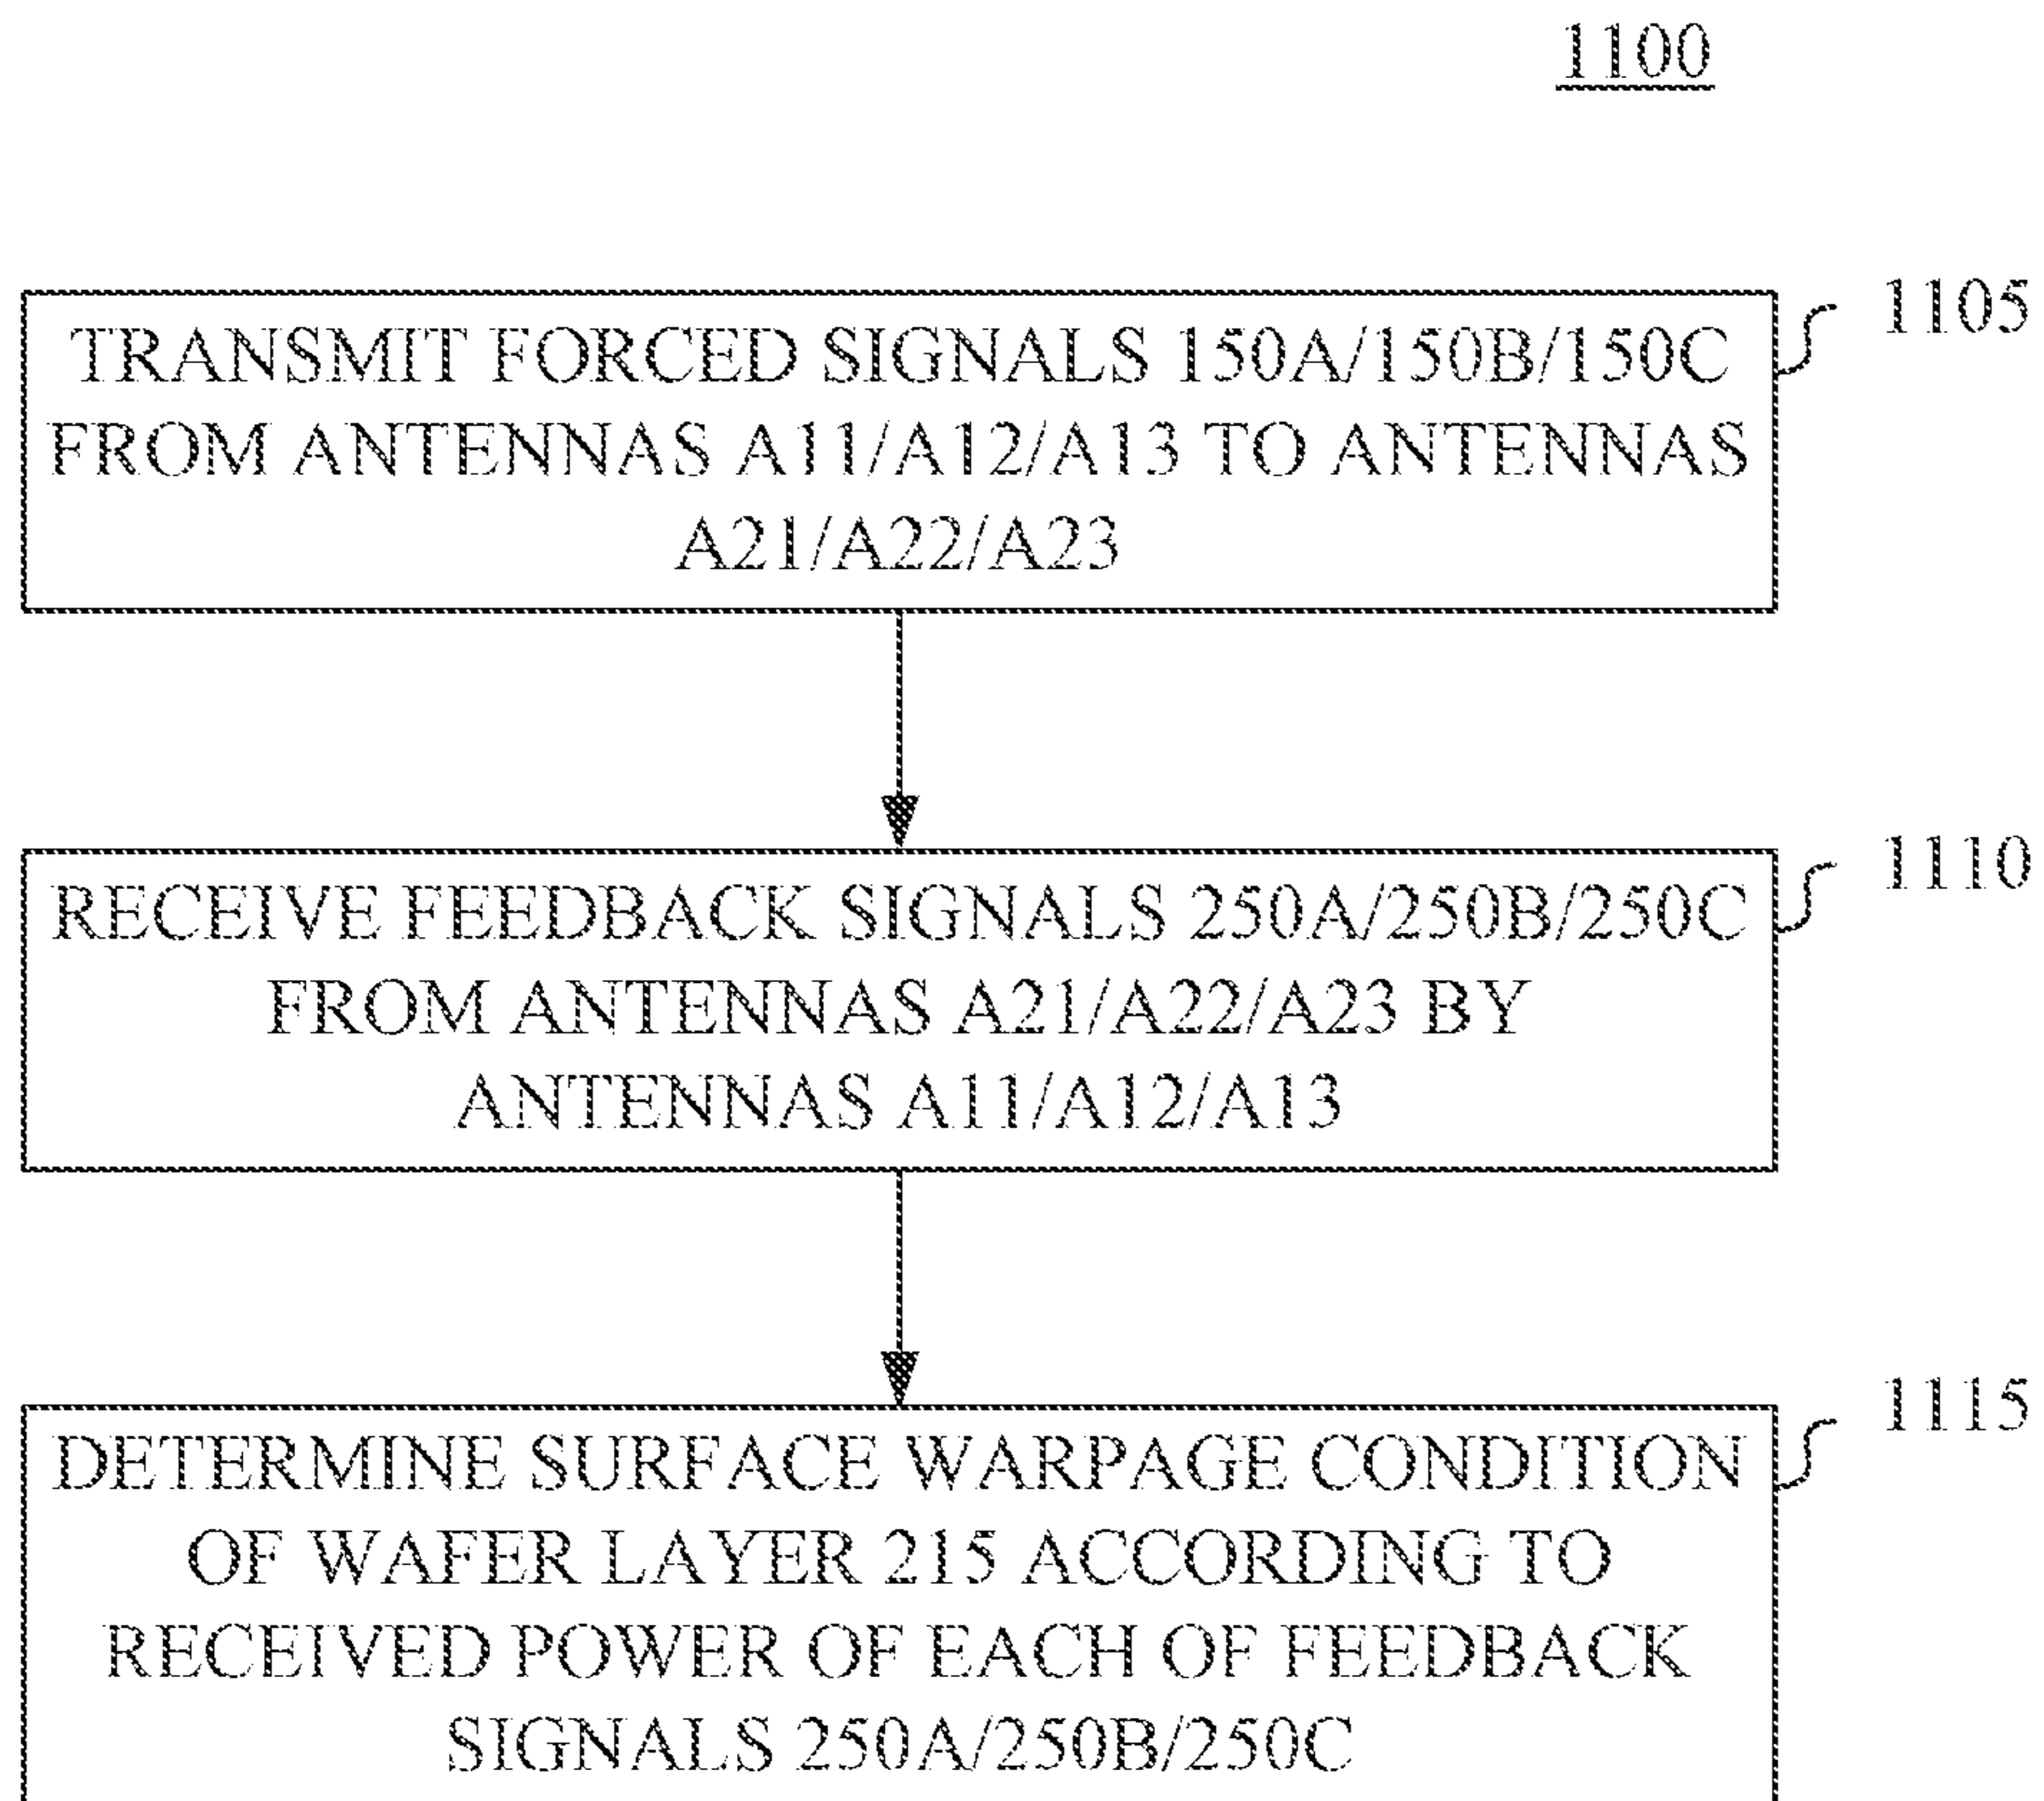 1100
TRANSMIT FORCED SIGNALS 150A/150B/150C
FROM ANTENNAS A11/A12/A13 TO ANTENNAS
A21/A22/A23
1105
RECEIVE FEEDBACK SIGNALS 250A/250B/250C
FROM ANTENNAS A21/A22/A23 BY
ANTENNAS A11/A12/A13
1110
DETERMINE SURFACE WARPAGE CONDITION
OF WAFER LAYER 215 ACCORDING TO
RECEIVED POWER OF EACH OF FEEDBACK
SIGNALS 250A/250B/250C
1115